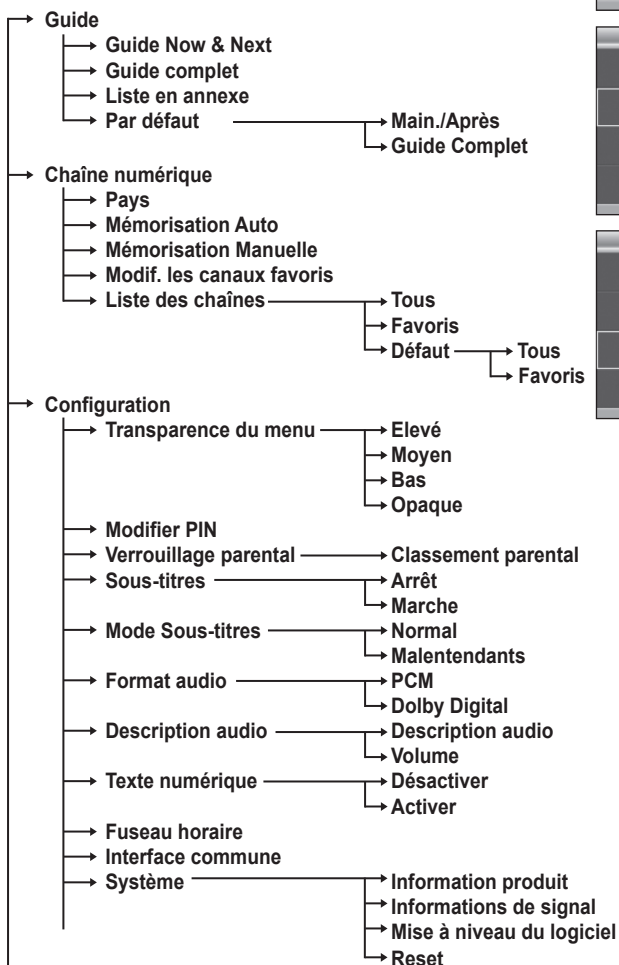 Guide
Guide Now & Next
Guide complet
Liste en annexe
Par défaut Main./Après
Guide Complet
Chaîne numérique
Pays
Mémorisation Auto
Mémorisation Manuelle
Modif. les canaux favoris
Liste des chaînes Tous
Favoris
Défaut Tous
Favoris
Configuration
Transparence du menu Elevé
Moyen
Bas
Opaque
Modifier PIN
Verrouillage parental Classement parental
Sous-titres Arrêt
Marche
Mode Sous-titres Normal
Malentendants
Format audio PCM
Dolby Digital
Description audio Description audio
Volume
Texte numérique Désactiver
Activer
Fuseau horaire
Interface commune
Système Information produit
Informations de signal
Mise à niveau du logiciel
Reset